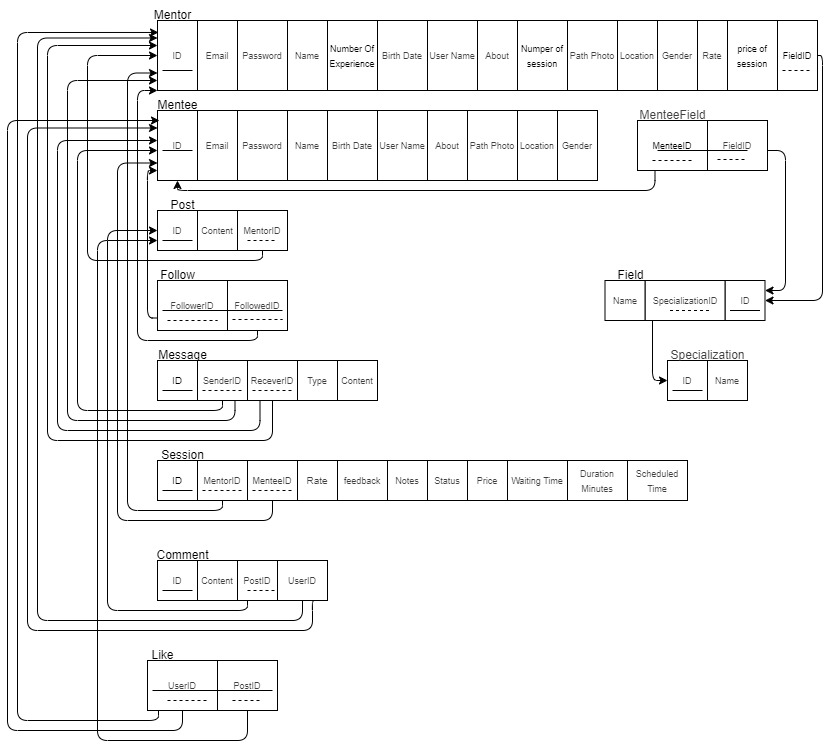 Mentor
ID Email Password Name Number Of Experience Birth Date User Name About Numper of session Path Photo Location Gender Rate price of session FieldID
Mentee
ID Email Password Name Birth Date User Name About Path Photo Location Gender
MenteeField
MenteeID FieldID
Post
ID Content MentorID
Follow
FollowerID FollowedID
Field
Name SpecializationID ID
Message
ID SenderID ReceverID Type Content
Specialization
ID Name
Session
ID MentorID MenteeID Rate feedback Notes Status Price Waiting Time Duration Minutes Scheduled Time
Comment
ID Content PostID UserID
Like
UserID PostID